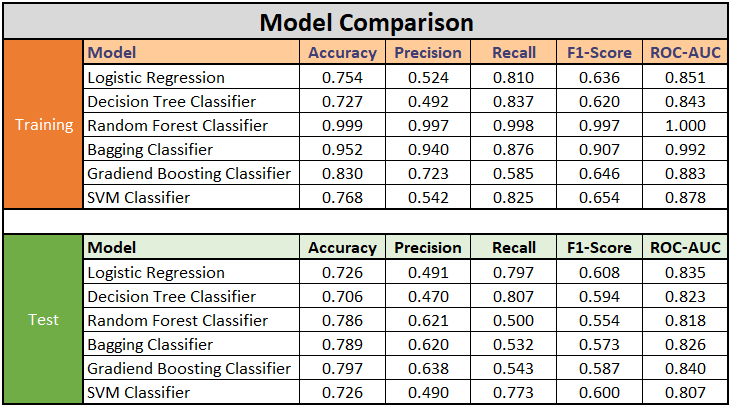 Model Comparison
Model Accuracy Precision Recall F1-Score ROC-AUC
Logistic Regression 0.754 0.524 0.810 0.636 0.851
Decision Tree Classifier 0.727 0.492 0.837 0.620 0.843
Training Random Forest Classifier 0.999 0.997 0.998 0.997 1.000
Bagging Classifier 0.952 0.940 0.876 0.907 0.992
Gradiend Boosting Classifier 0.830 0.723 0.585 0.646 0.883
SVM Classifier 0.768 0.542 0.825 0.654 0.878
Model Accuracy Precision Recall F1-Score ROC-AUC
Logistic Regression 0.726 0.491 0.797 0.608 0.835
Decision Tree Classifier 0.706 0.470 0.807 0.594 0.823
Test Random Forest Classifier 0.786 0.621 0.500 0.554 0.818
Bagging Classifier 0.789 0.620 0.532 0.573 0.826
Gradiend Boosting Classifier 0.797 0.638 0.543 0.587 0.840
SVM Classifier 0.726 0.490 0.773 0.600 0.807